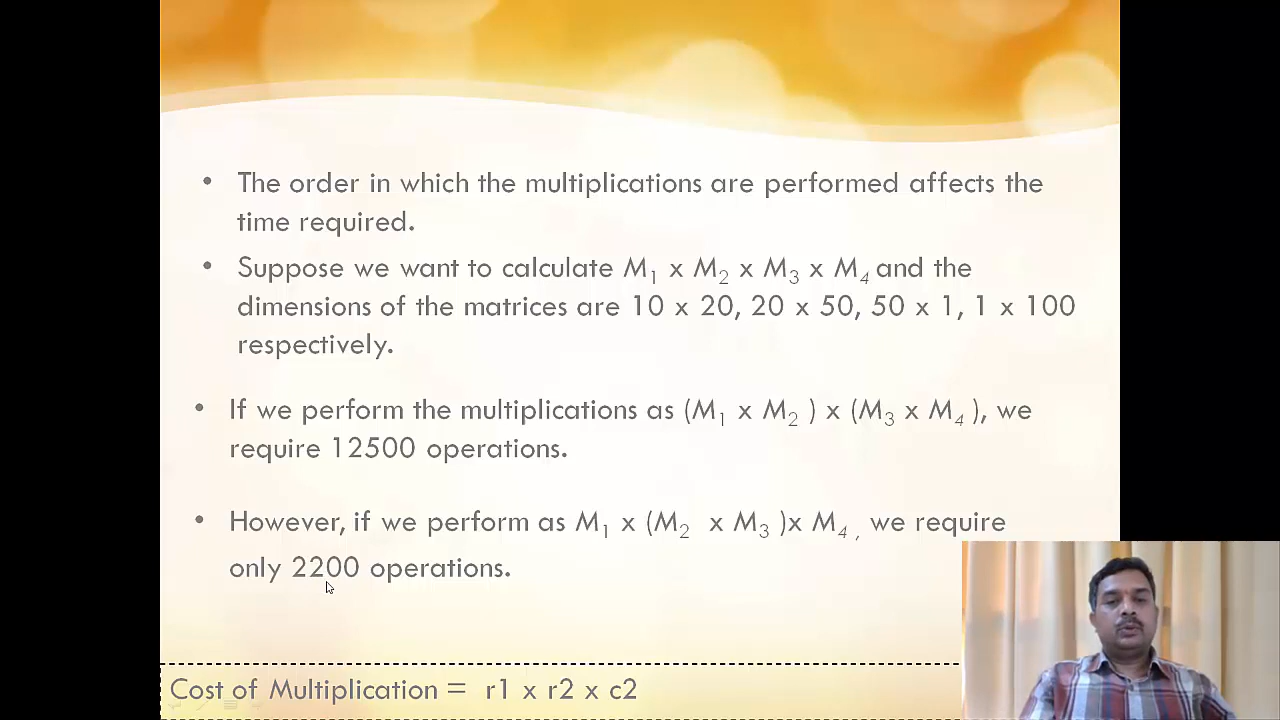 • The order in which the multiplications are performed affects the
time required.
• Suppose we want to calculate M₁ x M₂ x M₃ x M₄ and the
dimensions of the matrices are 10 x 20, 20 x 50, 50 x 1, 1 x 100
respectively.
• If we perform the multiplications as (M₁ x M₂ ) x (M₃ x M₄ ), we
require 12500 operations.
• However, if we perform as M₁ x (M₂ x M₃ )x M₄ , we require
only 2200 operations.
Cost of Multiplication = r1 x r2 x c2